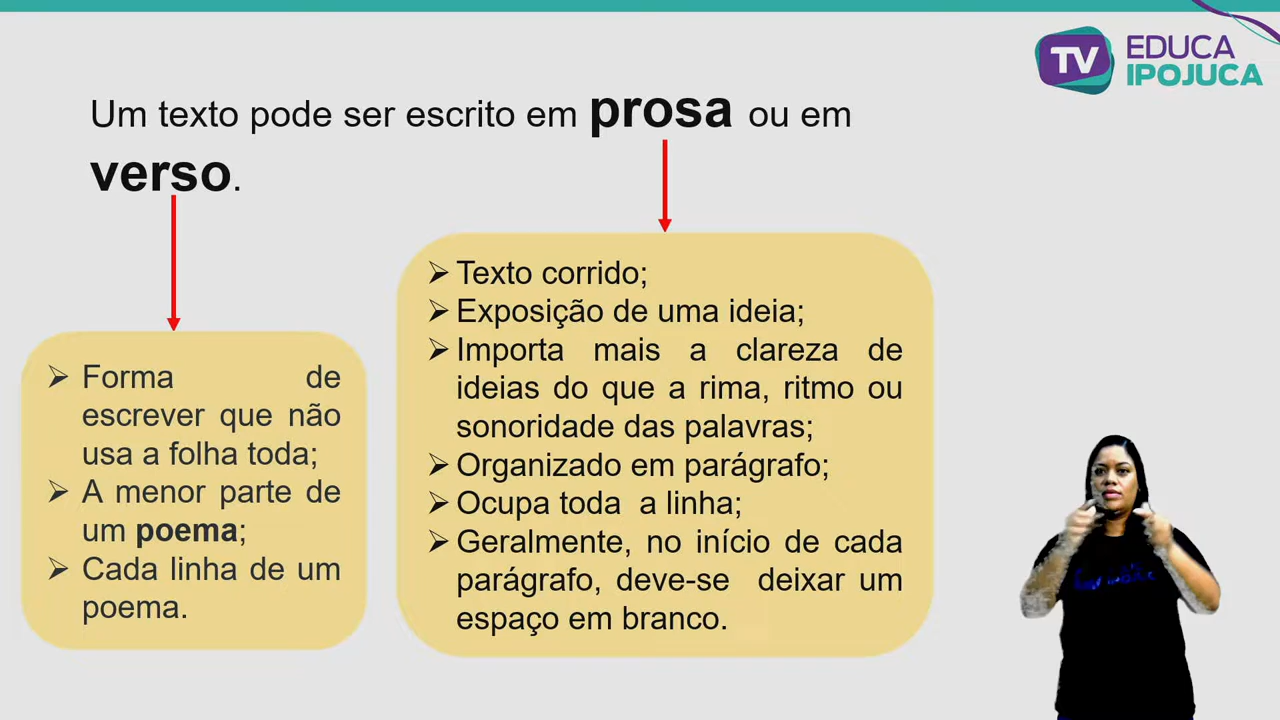 TV EDUCA
IPOJUCA
Um texto pode ser escrito em prosa ou em
verso.
➢ Forma de
escrever que não
usa a folha toda;
➢ A menor parte de
um poema;
➢ Cada linha de um
poema.
➢ Texto corrido;
➢ Exposição de uma ideia;
➢ Importa mais a clareza de
ideias do que a rima, ritmo ou
sonoridade das palavras;
➢ Organizado em parágrafo;
➢ Ocupa toda a linha;
➢ Geralmente, no início de cada
parágrafo, deve-se deixar um
espaço em branco.